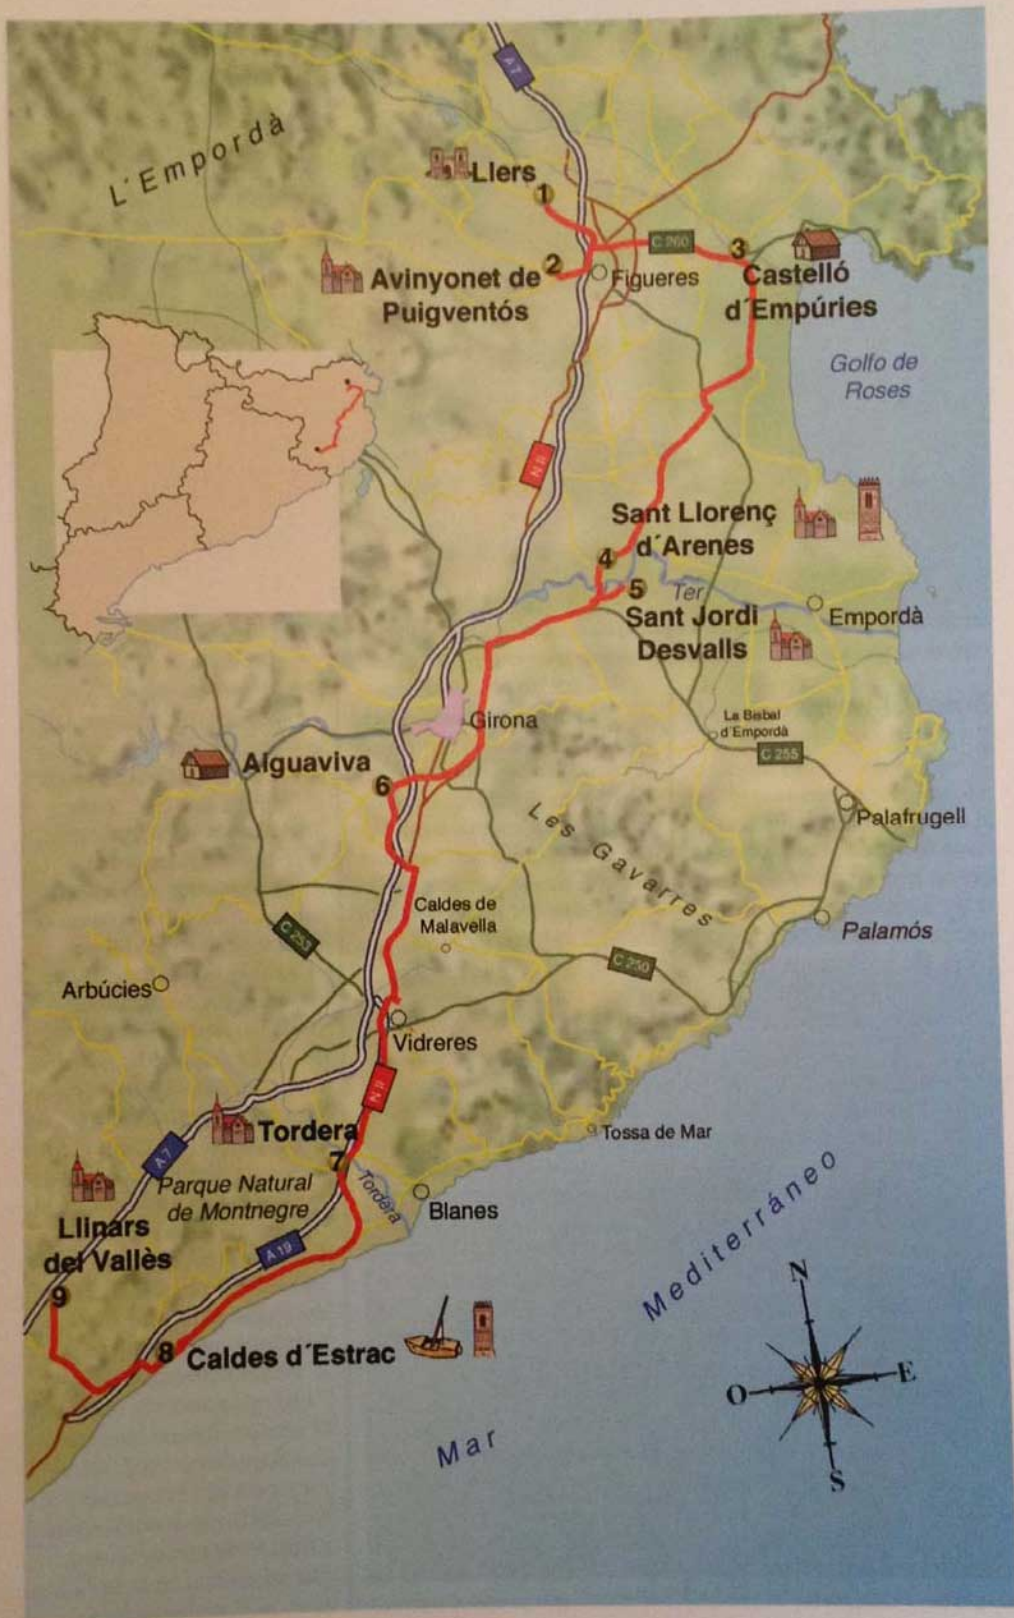 A 7
L´Empordà
Llers
1
C 260
3
2
Avinyonet de
Puigventós
Figueres
Castelló
d´Empúries
Golfo de
Roses
N II
Sant Llorenç
d´Arenes
4
5
Ter
Sant Jordi
Desvalls
Empordà
Girona
La Bisbal
d´Empordà
C 255
Aiguaviva
6
Les Gavarres
Palafrugell
Caldes de
Malavella
Palamós
C 253
C 250
Arbúcies
Vidreres
N II
Tordera
7
Tossa de Mar
A 7
Parque Natural
de Montnegre
Tordera
Blanes
Llinars
del Vallès
A 19
9
8
Caldes d´Estrac
Mar Mediterráneo
N
O
E
S